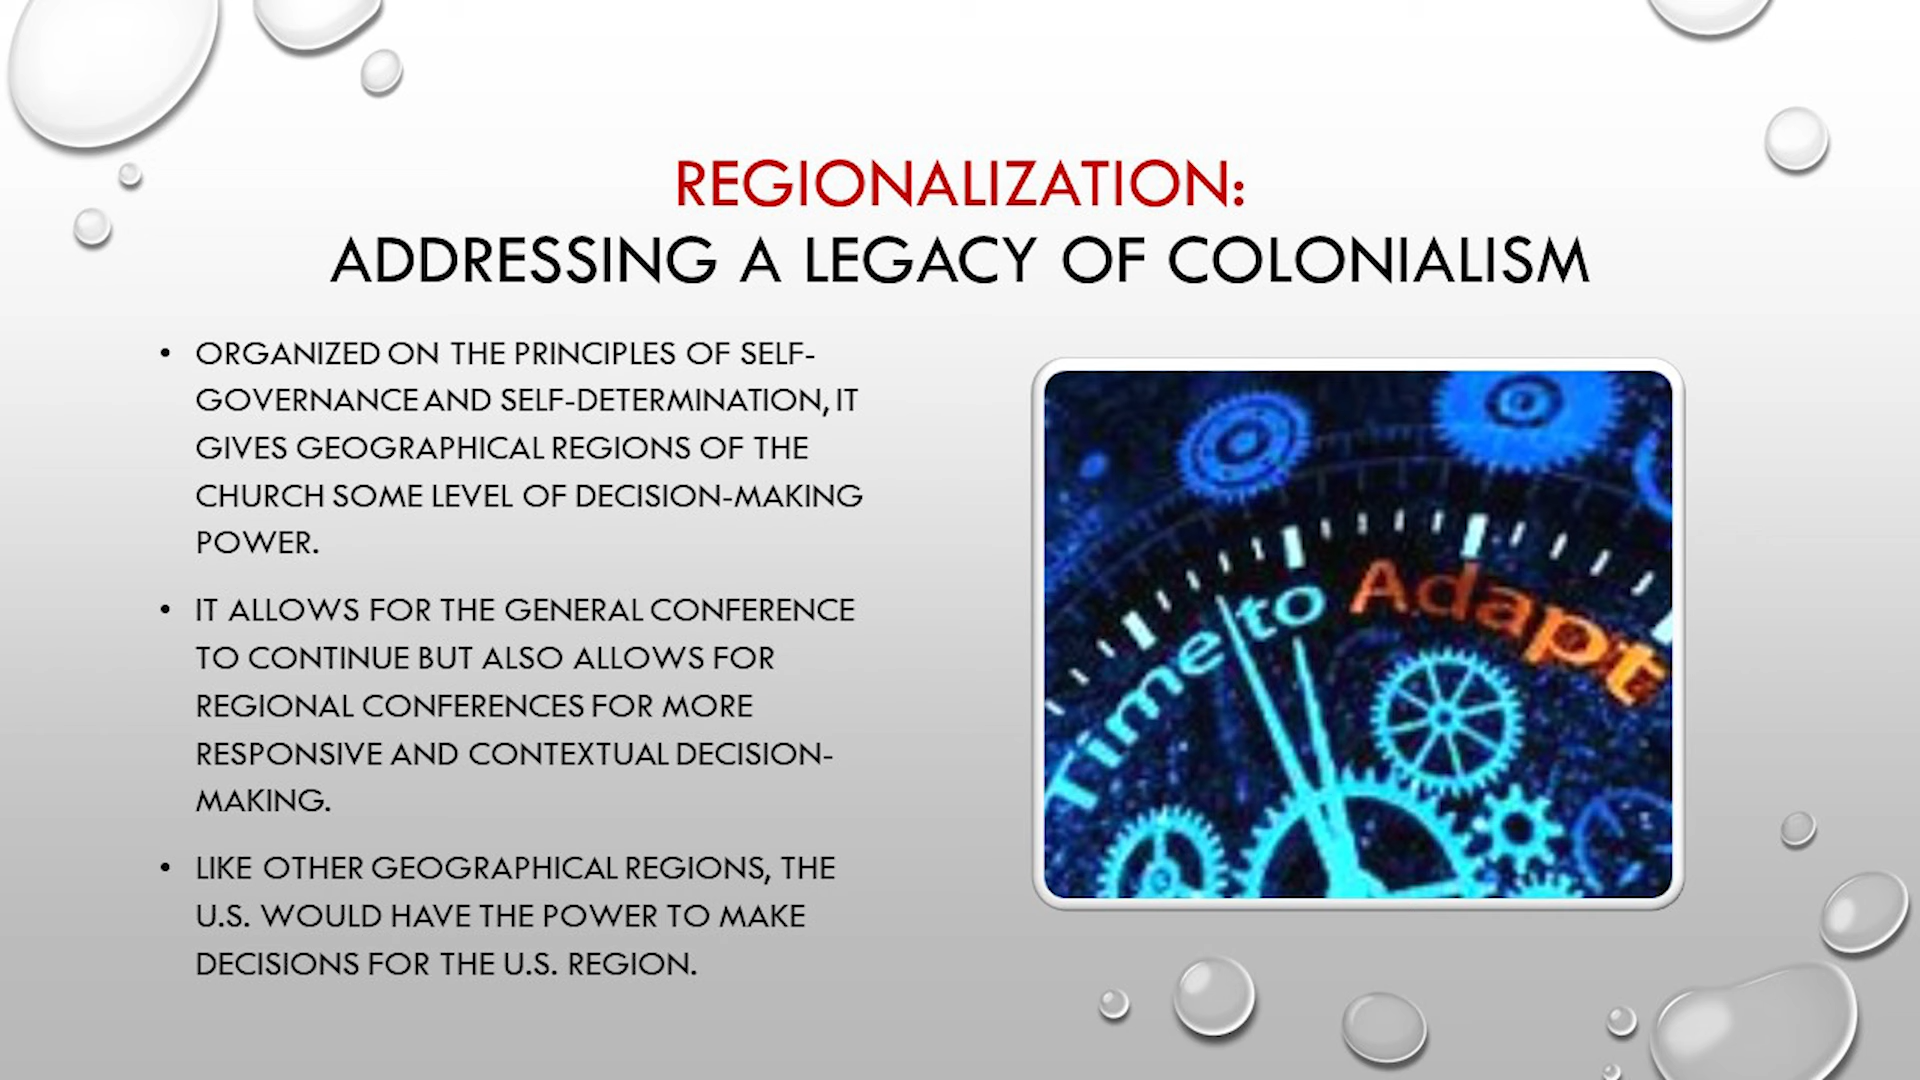 REGIONALIZATION:
ADDRESSING A LEGACY OF COLONIALISM
• ORGANIZED ON THE PRINCIPLES OF SELF-
GOVERNANCE AND SELF-DETERMINATION, IT
GIVES GEOGRAPHICAL REGIONS OF THE
CHURCH SOME LEVEL OF DECISION-MAKING
POWER.
• IT ALLOWS FOR THE GENERAL CONFERENCE
TO CONTINUE BUT ALSO ALLOWS FOR
REGIONAL CONFERENCES FOR MORE
RESPONSIVE AND CONTEXTUAL DECISION-
MAKING.
• LIKE OTHER GEOGRAPHICAL REGIONS, THE
U.S. WOULD HAVE THE POWER TO MAKE
DECISIONS FOR THE U.S. REGION.
Time to Adapt